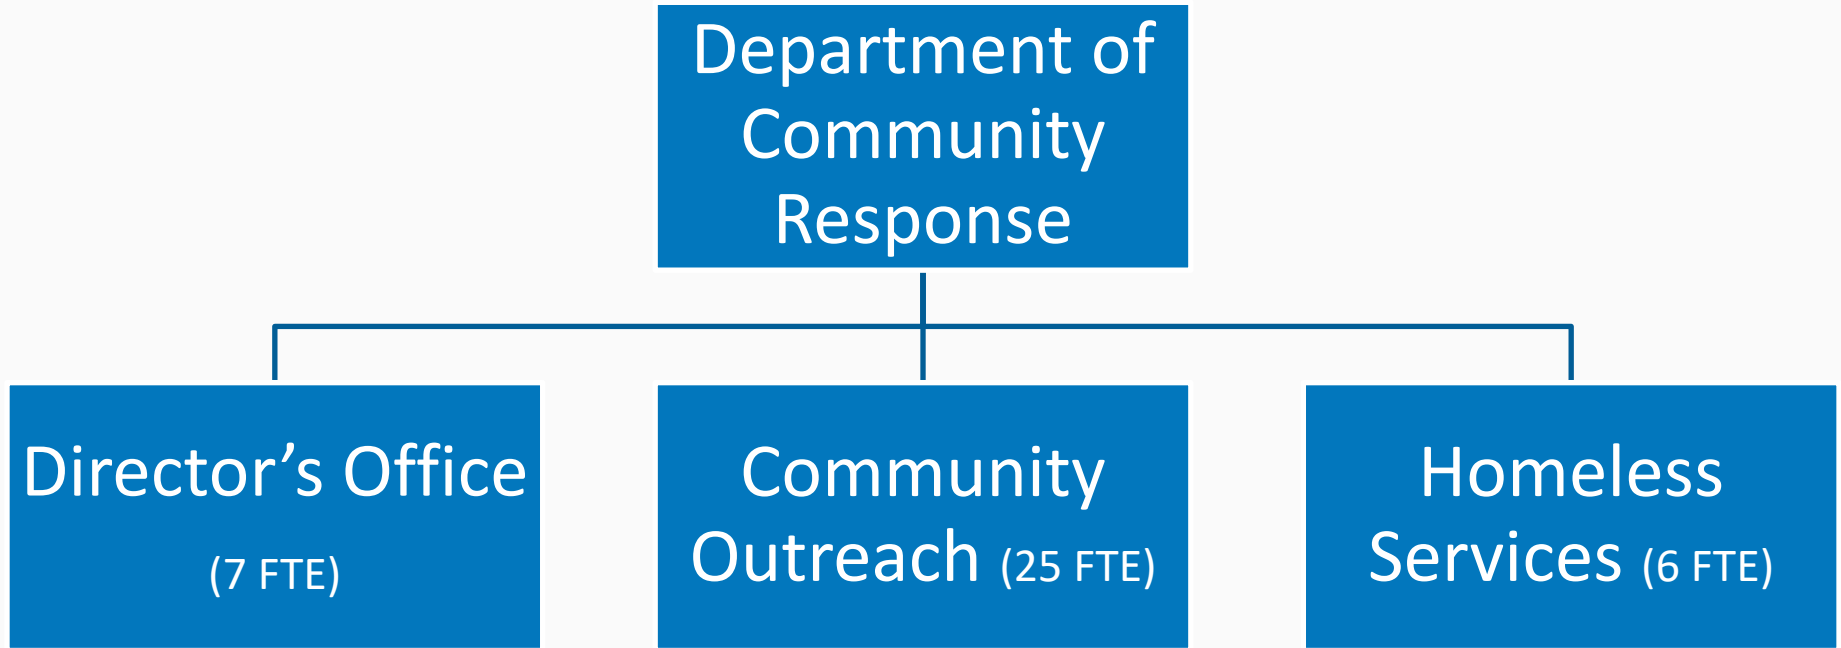 Department of
Community
Response
Director’s Office
(7 FTE)
Community
Outreach (25 FTE)
Homeless
Services (6 FTE)